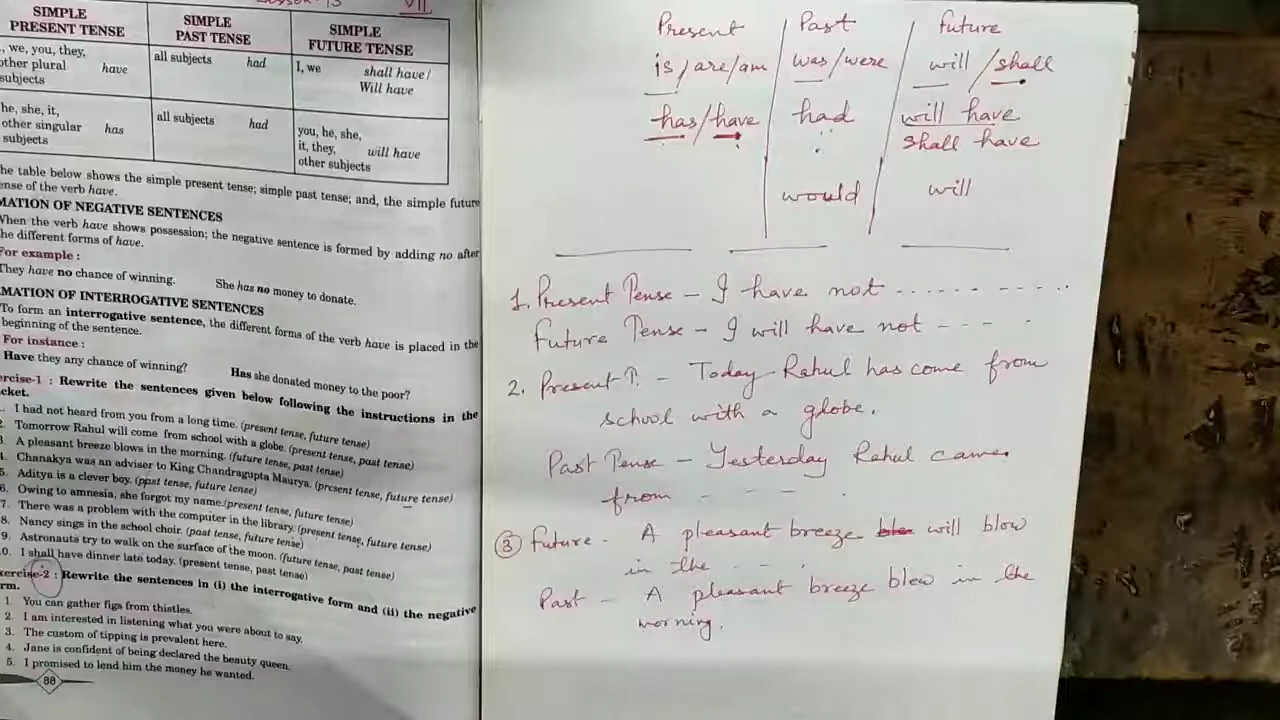 Lesson-13 VII
SIMPLE PRESENT TENSE
SIMPLE PAST TENSE
SIMPLE FUTURE TENSE
, we, you, they, other plural subjects have
all subjects had
I, we shall have / Will have
he, she, it, other singular subjects has
all subjects had
you, he, she, it, they, other subjects will have
he table below shows the simple present tense; simple past tense; and, the simple future
ense of the verb have.
MATION OF NEGATIVE SENTENCES
When the verb have shows possession; the negative sentence is formed by adding no after
he different forms of have.
For example :
They have no chance of winning. She has no money to donate.
MATION OF INTERROGATIVE SENTENCES
To form an interrogative sentence, the different forms of the verb have is placed in the
beginning of the sentence.
For instance :
Have they any chance of winning? Has she donated money to the poor?
ercise-1 : Rewrite the sentences given below following the instructions in the
cket.
. I had not heard from you from a long time. (present tense, future tense)
2. Tomorrow Rahul will come from school with a globe. (present tense, past tense)
3. A pleasant breeze blows in the morning. (future tense, past tense)
4. Chanakya was an adviser to King Chandragupta Maurya. (present tense, future tense)
5. Aditya is a clever boy. (past tense, future tense)
6. Owing to amnesia, she forgot my name.(present tense, future tense)
7. There was a problem with the computer in the library. (present tense, future tense)
8. Nancy sings in the school choir. (past tense, future tense)
9. Astronauts try to walk on the surface of the moon. (future tense, past tense)
0. I shall have dinner late today. (present tense, past tense)
ercise-2 : Rewrite the sentences in (i) the interrogative form and (ii) the negative
rm.
1 You can gather figs from thistles.
2. I am interested in listening what you were about to say.
3. The custom of tipping is prevalent here.
4. Jane is confident of being declared the beauty queen.
5. I promised to lend him the money he wanted.
88
Present Past future
is/are/am was/were will /shall
has/have had will have
shall have
would will
1. Present Tense - I have not ...........
Future Tense - I will have not - - - -
2. Present T. - Today Rahul has come from
school with a globe.
Past Tense - Yesterday Rahul came
from - - - .
③ Future - A pleasant breeze will blow
in the - - - .
Past - A pleasant breeze blew in the
morning.